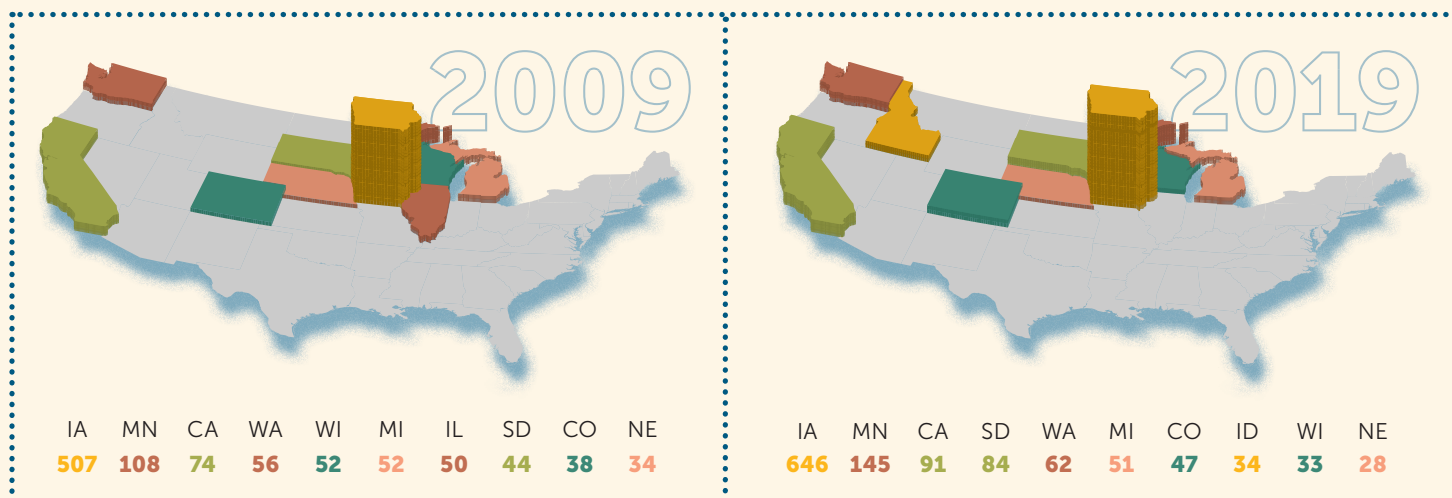 2009
IA MN CA WA WI MI IL SD CO NE
507 108 74 56 52 52 50 44 38 34
2019
IA MN CA SD WA MI CO ID WI NE
646 145 91 84 62 51 47 34 33 28